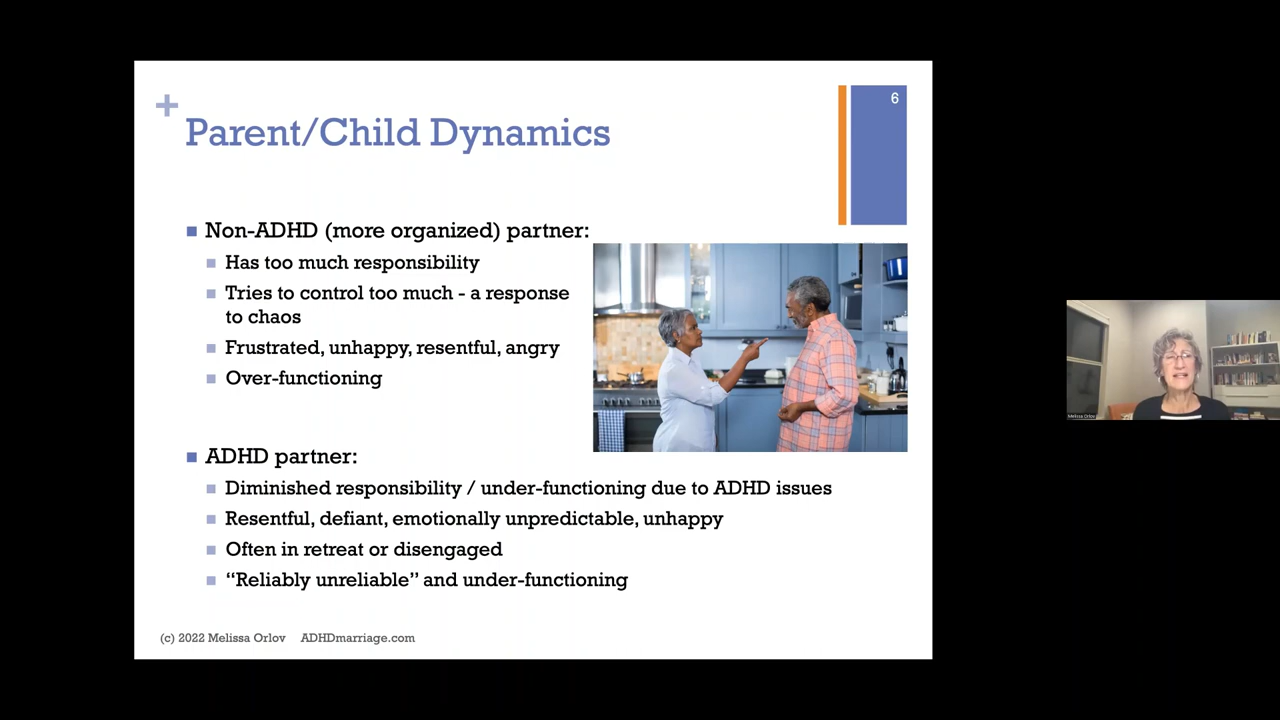 6
+
Parent/Child Dynamics
Non-ADHD (more organized) partner:
Has too much responsibility
Tries to control too much - a response
to chaos
Frustrated, unhappy, resentful, angry
Over-functioning
ADHD partner:
Diminished responsibility / under-functioning due to ADHD issues
Resentful, defiant, emotionally unpredictable, unhappy
Often in retreat or disengaged
“Reliably unreliable” and under-functioning
(c) 2022 Melissa Orlov ADHDmarriage.com
Melissa Orlov